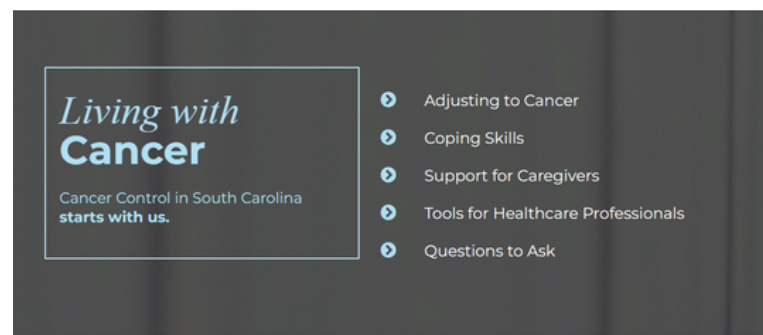 Living with
Cancer
Cancer Control in South Carolina
starts with us.
Adjusting to Cancer
Coping Skills
Support for Caregivers
Tools for Healthcare Professionals
Questions to Ask